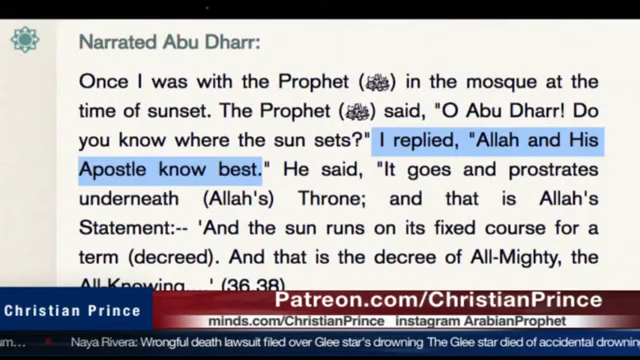 Narrated Abu Dharr:
Once I was with the Prophet (ﷺ) in the mosque at the
time of sunset. The Prophet (ﷺ) said, "O Abu Dharr! Do
you know where the sun sets?" I replied, "Allah and His
Apostle know best." He said, "It goes and prostrates
underneath (Allah's) Throne; and that is Allah's
Statement:-- 'And the sun runs on its fixed course for a
term (decreed). And that is the decree of All-Mighty, the
All-Knowing....' (36.38)
Patreon.com/ChristianPrince
Christian Prince
minds.com/ChristianPrince instagram ArabianProphet
um... Naya Rivera: Wrongful death lawsuit filed over Glee star's drowning The Glee star died of accidental drowning